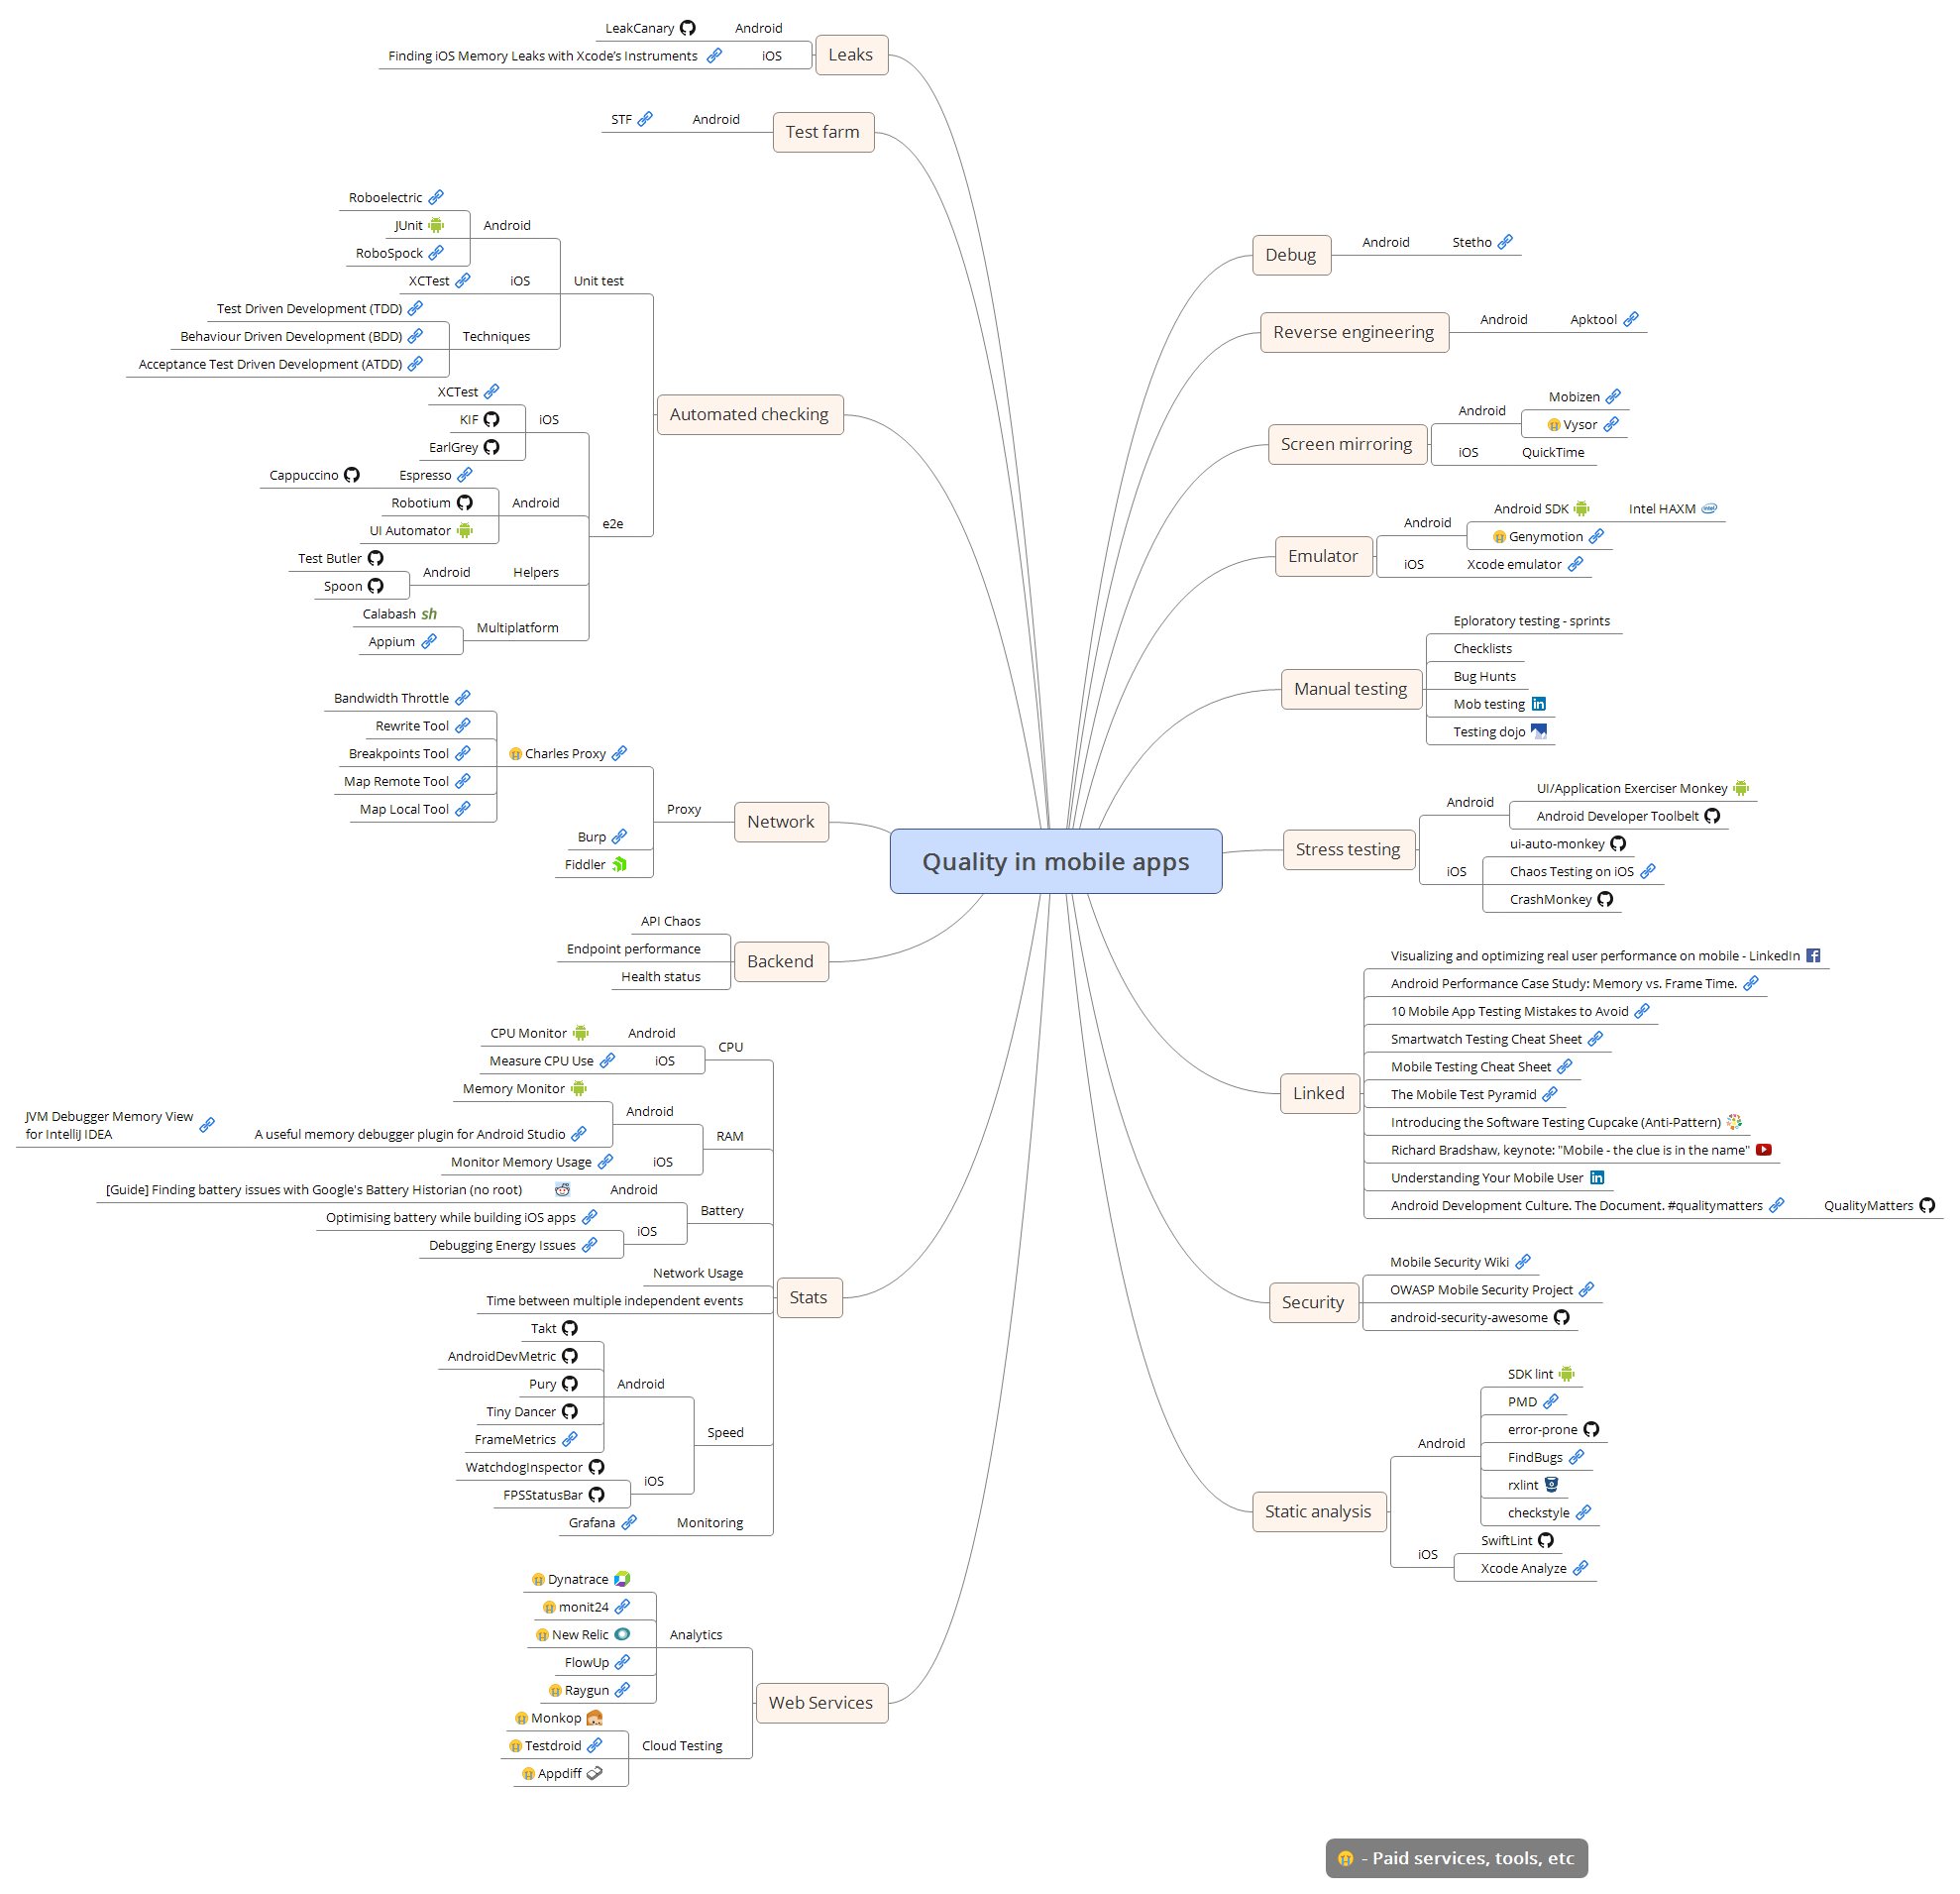 Quality in mobile apps
Leaks
Android
LeakCanary
iOS
Finding iOS Memory Leaks with Xcode’s Instruments
Test farm
Android
STF
Automated checking
Unit test
Android
Roboelectric
JUnit
RoboSpock
iOS
XCTest
Techniques
Test Driven Development (TDD)
Behaviour Driven Development (BDD)
Acceptance Test Driven Development (ATDD)
e2e
iOS
XCTest
KIF
EarlGrey
Android
Espresso
Cappuccino
Robotium
UI Automator
Helpers
Android
Test Butler
Spoon
Multiplatform
Calabash
sh
Appium
Network
Proxy
Charles Proxy
Bandwidth Throttle
Rewrite Tool
Breakpoints Tool
Map Remote Tool
Map Local Tool
Burp
Fiddler
Backend
API Chaos
Endpoint performance
Health status
Stats
CPU
Android
CPU Monitor
iOS
Measure CPU Use
RAM
Android
Memory Monitor
A useful memory debugger plugin for Android Studio
JVM Debugger Memory View
for IntelliJ IDEA
iOS
Monitor Memory Usage
Battery
Android
[Guide] Finding battery issues with Google's Battery Historian (no root)
iOS
Optimising battery while building iOS apps
Debugging Energy Issues
Network Usage
Time between multiple independent events
Speed
Android
Takt
AndroidDevMetric
Pury
Tiny Dancer
FrameMetrics
iOS
WatchdogInspector
FPSStatusBar
Monitoring
Grafana
Web Services
Analytics
Dynatrace
monit24
New Relic
FlowUp
Raygun
Cloud Testing
Monkop
Testdroid
Appdiff
Debug
Android
Stetho
Reverse engineering
Android
Apktool
Screen mirroring
Android
Mobizen
Vysor
iOS
QuickTime
Emulator
Android
Android SDK
Intel HAXM
intel
Genymotion
iOS
Xcode emulator
Manual testing
Eploratory testing - sprints
Checklists
Bug Hunts
Mob testing
in
Testing dojo
Stress testing
Android
UI/Application Exerciser Monkey
Android Developer Toolbelt
iOS
ui-auto-monkey
Chaos Testing on iOS
CrashMonkey
Linked
Visualizing and optimizing real user performance on mobile - LinkedIn
f
Android Performance Case Study: Memory vs. Frame Time.
10 Mobile App Testing Mistakes to Avoid
Smartwatch Testing Cheat Sheet
Mobile Testing Cheat Sheet
The Mobile Test Pyramid
Introducing the Software Testing Cupcake (Anti-Pattern)
Richard Bradshaw, keynote: "Mobile - the clue is in the name"
Understanding Your Mobile User
in
Android Development Culture. The Document. #qualitymatters
QualityMatters
Security
Mobile Security Wiki
OWASP Mobile Security Project
android-security-awesome
Static analysis
Android
SDK lint
PMD
error-prone
FindBugs
rxlint
checkstyle
iOS
SwiftLint
Xcode Analyze
- Paid services, tools, etc